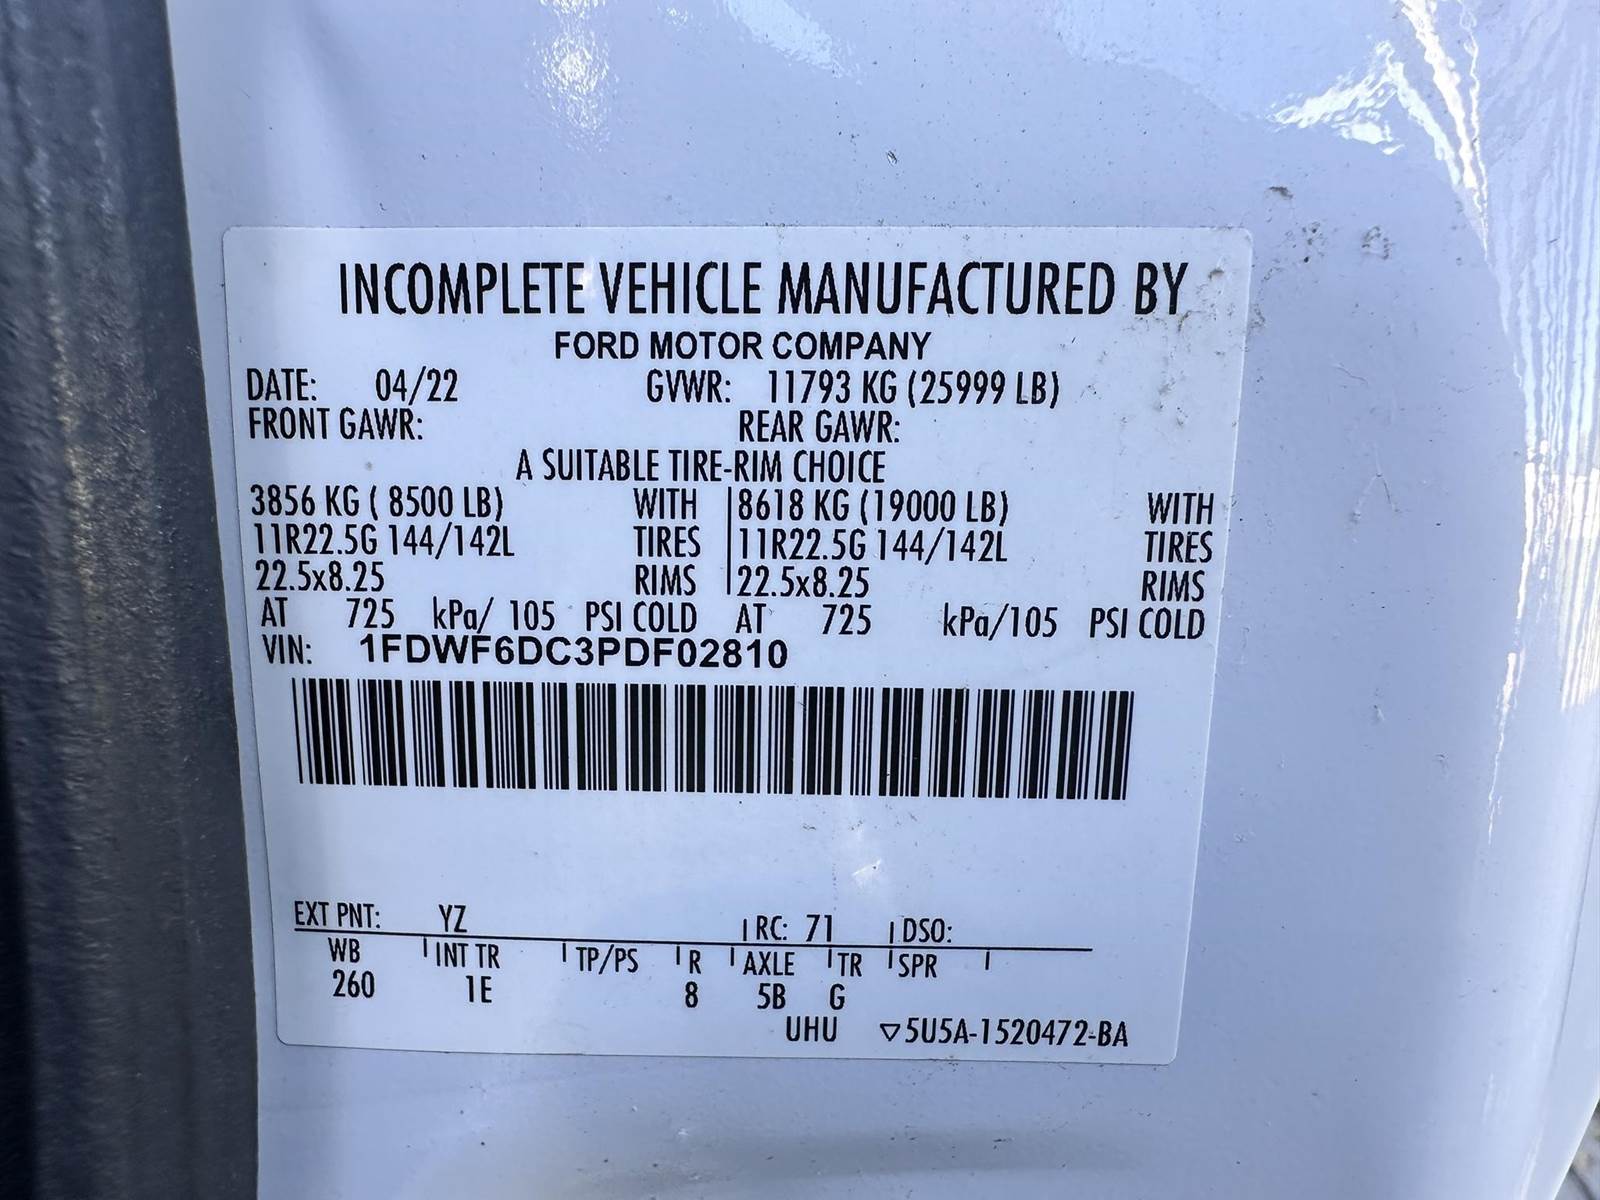 INCOMPLETE VEHICLE MANUFACTURED BY
FORD MOTOR COMPANY
DATE: 04/22 GVWR: 11793 KG (25999 LB)
FRONT GAWR: REAR GAWR:
A SUITABLE TIRE-RIM CHOICE
3856 KG ( 8500 LB) WITH 8618 KG (19000 LB) WITH
11R22.5G 144/142L TIRES 11R22.5G 144/142L TIRES
22.5x8.25 RIMS 22.5x8.25 RIMS
AT 725 kPa/ 105 PSI COLD AT 725 kPa/105 PSI COLD
VIN: 1FDWF6DC3PDF02810
EXT PNT: YZ RC: 71 DSO:
WB INT TR TP/PS R AXLE TR SPR
260 1E 8 5B G
UHU ▽5U5A-1520472-BA